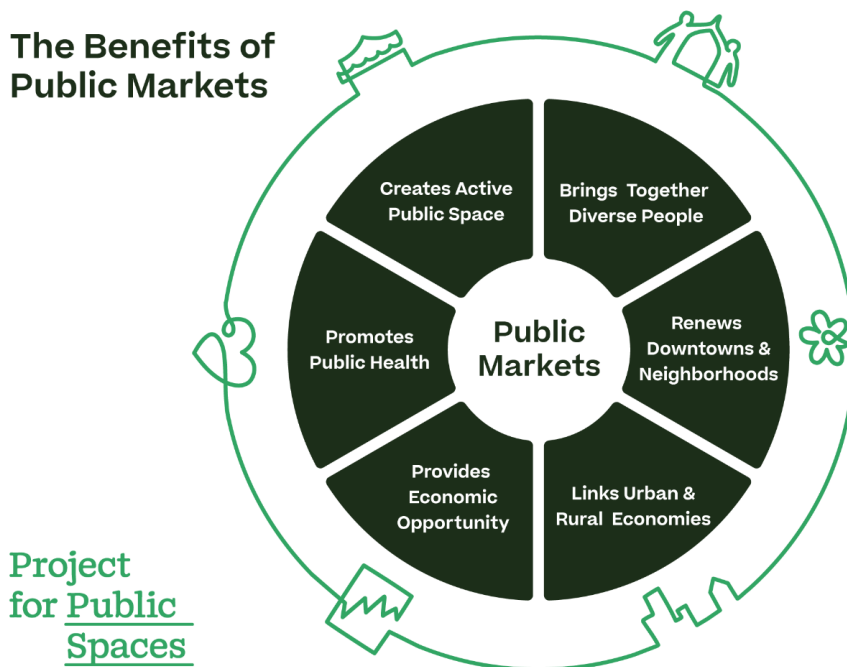 The Benefits of
Public Markets
Creates Active
Public Space
Brings Together
Diverse People
Promotes
Public Health
Public
Markets
Renews
Downtowns &
Neighborhoods
Provides
Economic
Opportunity
Links Urban &
Rural Economies
Project
for Public
Spaces